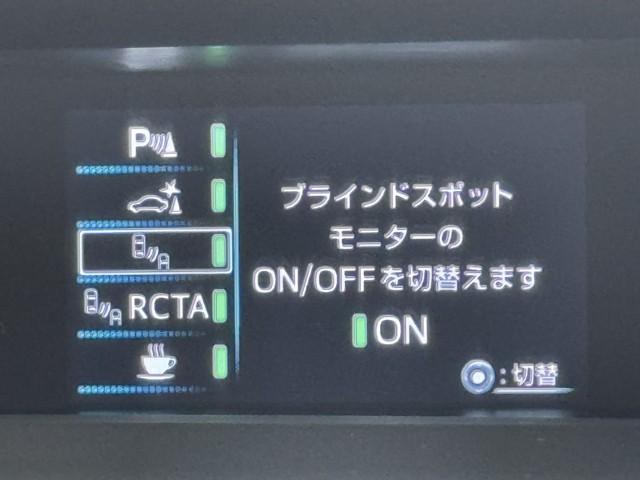 P
RCTA
ブラインドスポット
モニターの
ON/OFFを切替えます
ON
:切替